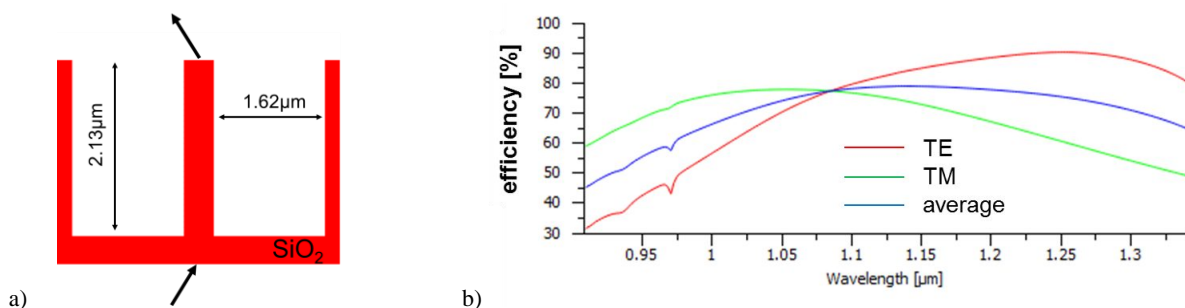 2.13µm
1.62µm
SiO₂
a)
efficiency [%]
100
90
80
70
60
50
40
30
TE
TM
average
0.95
1
1.05
1.1
1.15
1.2
1.25
1.3
Wavelength [µm]
b)